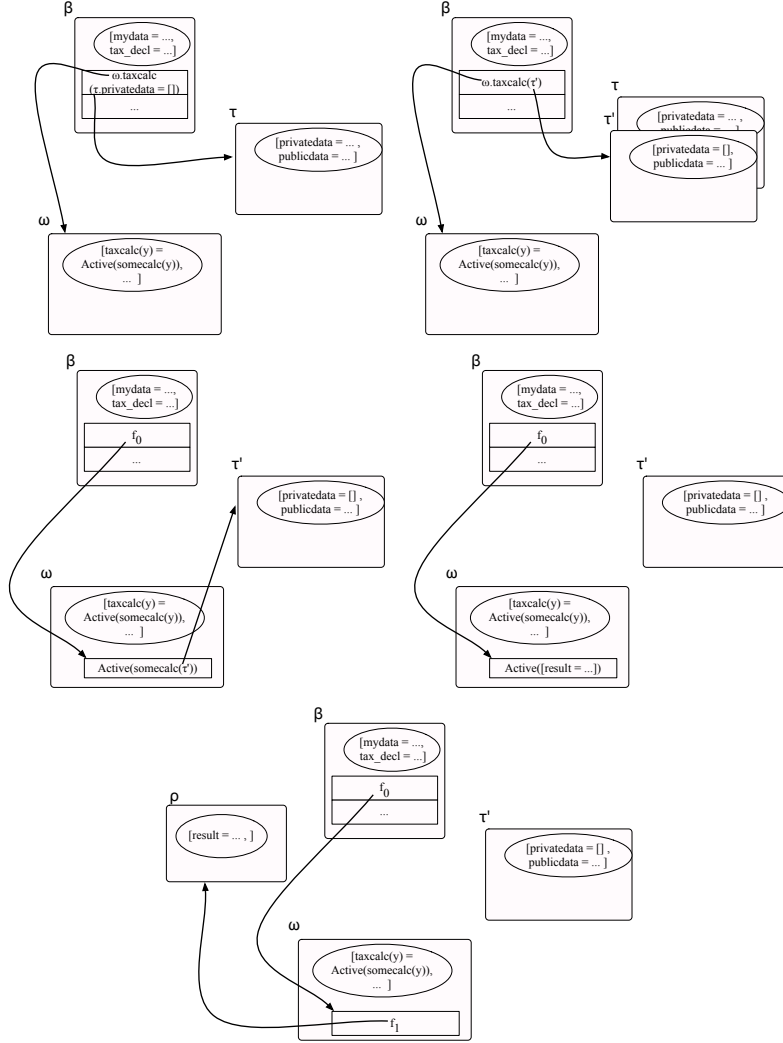 β
[mydata = ...,
tax_decl = ...]
ω.taxcalc
(τ.privatedata = [])
...
τ
[privatedata = ... ,
publicdata = ... ]
ω
[taxcalc(y) =
Active(somecalc(y)),
... ]
β
[mydata = ...,
tax_decl = ...]
ω.taxcalc(τ')
...
τ
[privatedata = ... ,
publicdata = ... ]
τ'
[privatedata = [],
publicdata = ... ]
ω
[taxcalc(y) =
Active(somecalc(y)),
... ]
β
[mydata = ...,
tax_decl = ...]
f0
...
τ'
[privatedata = [] ,
publicdata = ... ]
ω
[taxcalc(y) =
Active(somecalc(y)),
... ]
Active(somecalc(τ'))
β
[mydata = ...,
tax_decl = ...]
f0
...
τ'
[privatedata = [] ,
publicdata = ... ]
ω
[taxcalc(y) =
Active(somecalc(y)),
... ]
Active([result = ...])
β
[mydata = ...,
tax_decl = ...]
f0
...
ρ
[result = ... , ]
τ'
[privatedata = [] ,
publicdata = ... ]
ω
[taxcalc(y) =
Active(somecalc(y)),
... ]
f1